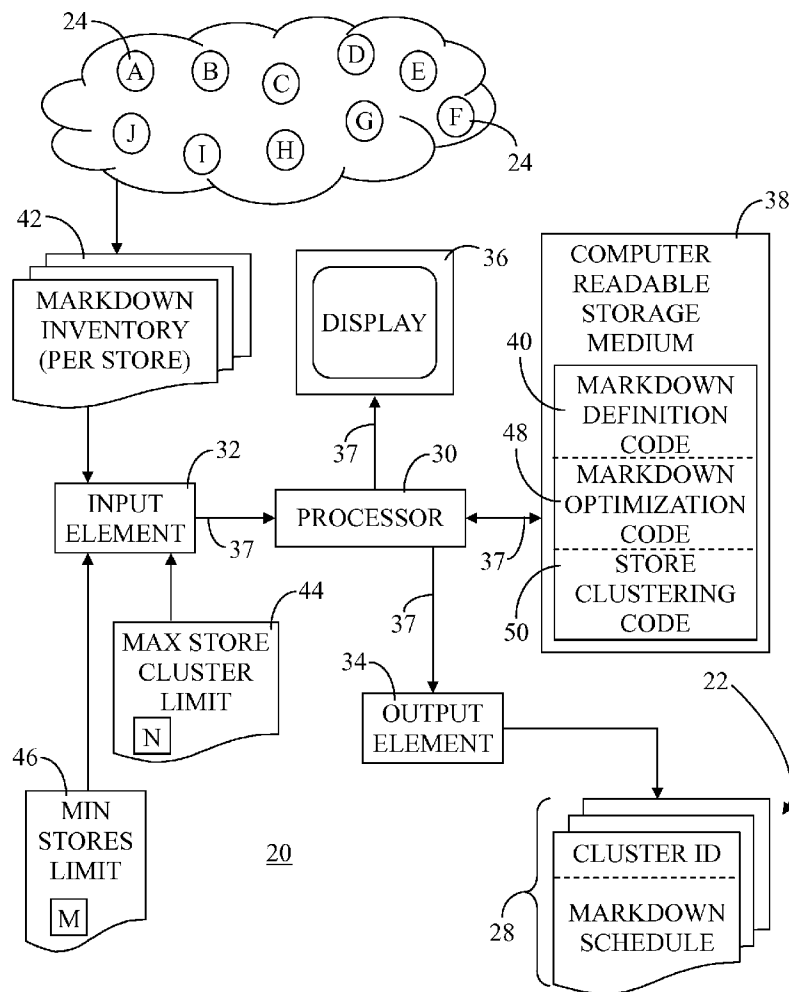 24
A
B
C
D
E
J
I
H
G
F
24
42
MARKDOWN
INVENTORY
(PER STORE)
36
DISPLAY
38
COMPUTER
READABLE
STORAGE
MEDIUM
40
MARKDOWN
DEFINITION
CODE
48
MARKDOWN
OPTIMIZATION
CODE
50
STORE
CLUSTERING
CODE
32
INPUT
ELEMENT
37
37
30
PROCESSOR
37
37
44
MAX STORE
CLUSTER
LIMIT
N
34
OUTPUT
ELEMENT
22
46
MIN
STORES
LIMIT
M
20
28
CLUSTER ID
MARKDOWN
SCHEDULE